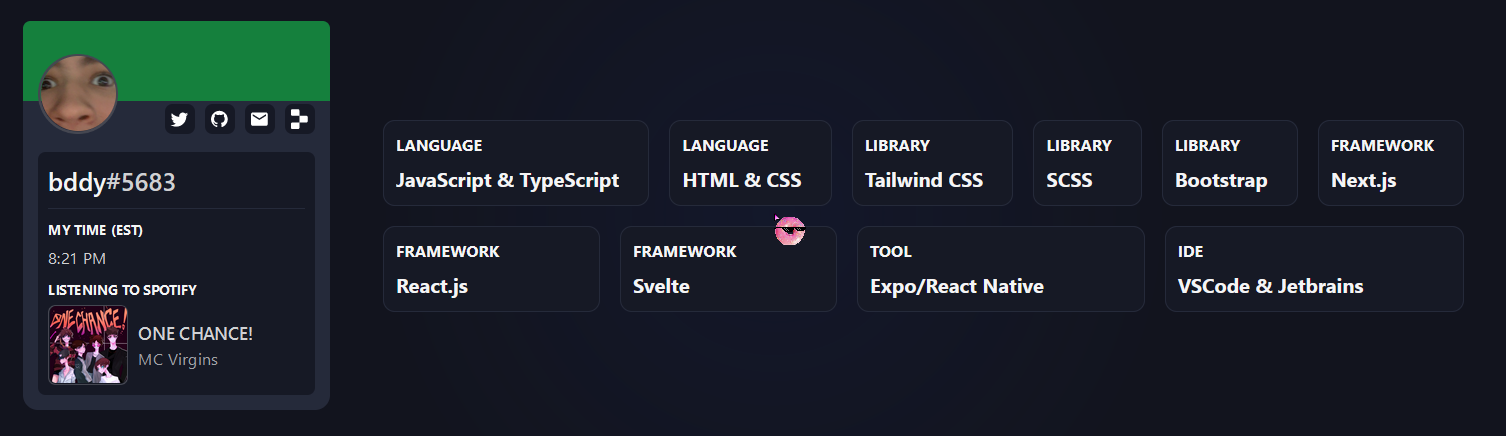 bddy#5683
MY TIME (EST)
8:21 PM
LISTENING TO SPOTIFY
ONE CHANCE!
ONE CHANCE!
MC Virgins
LANGUAGE
JavaScript & TypeScript
LANGUAGE
HTML & CSS
LIBRARY
Tailwind CSS
LIBRARY
SCSS
LIBRARY
Bootstrap
FRAMEWORK
Next.js
FRAMEWORK
React.js
FRAMEWORK
Svelte
TOOL
Expo/React Native
IDE
VSCode & Jetbrains